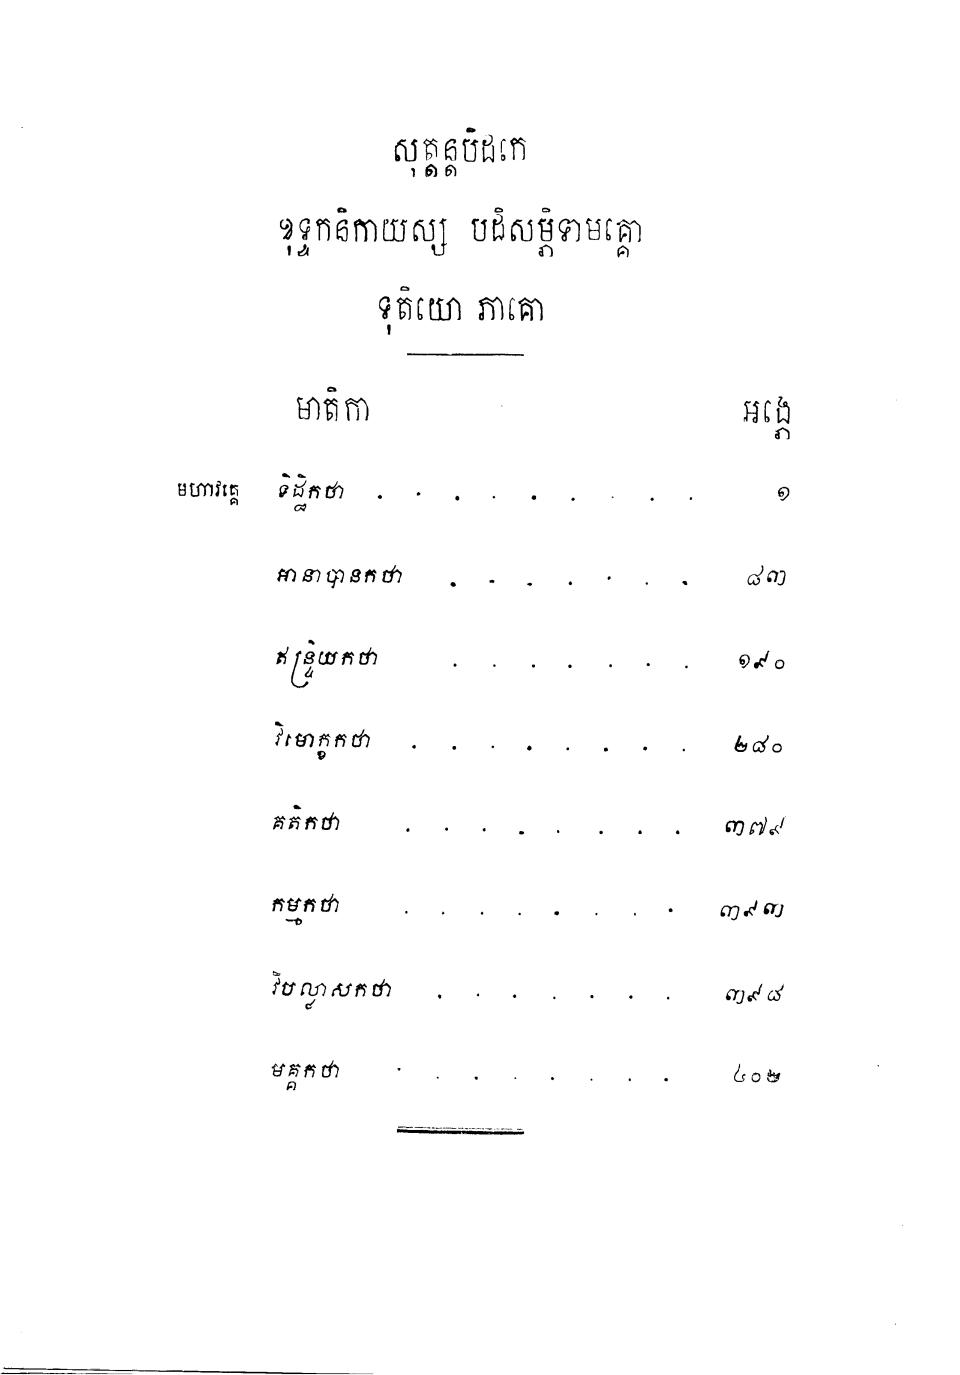 សុត្តន្តបិដកេ
ខុទ្ទកនិកាយស្ស បដិសម្ភិទាមគ្គោ
ទុតិយោ ភាគោ
មាតិកា អង្កេ
មហាវគ្គេ ទិដ្ឋិកថា . . . . . . . . . ១
អានាបានកថា . . . . . . . ៨៣
ឥន្ទ្រិយកថា . . . . . . . ១៩០
វិមោក្ខកថា . . . . . . . . ២៨០
គតិកថា . . . . . . . . ៣៧៩
កម្មកថា . . . . . . . . ៣៩៣
វិបល្លាសកថា . . . . . . . ៣៩៨
មគ្គកថា . . . . . . . . ៤០២